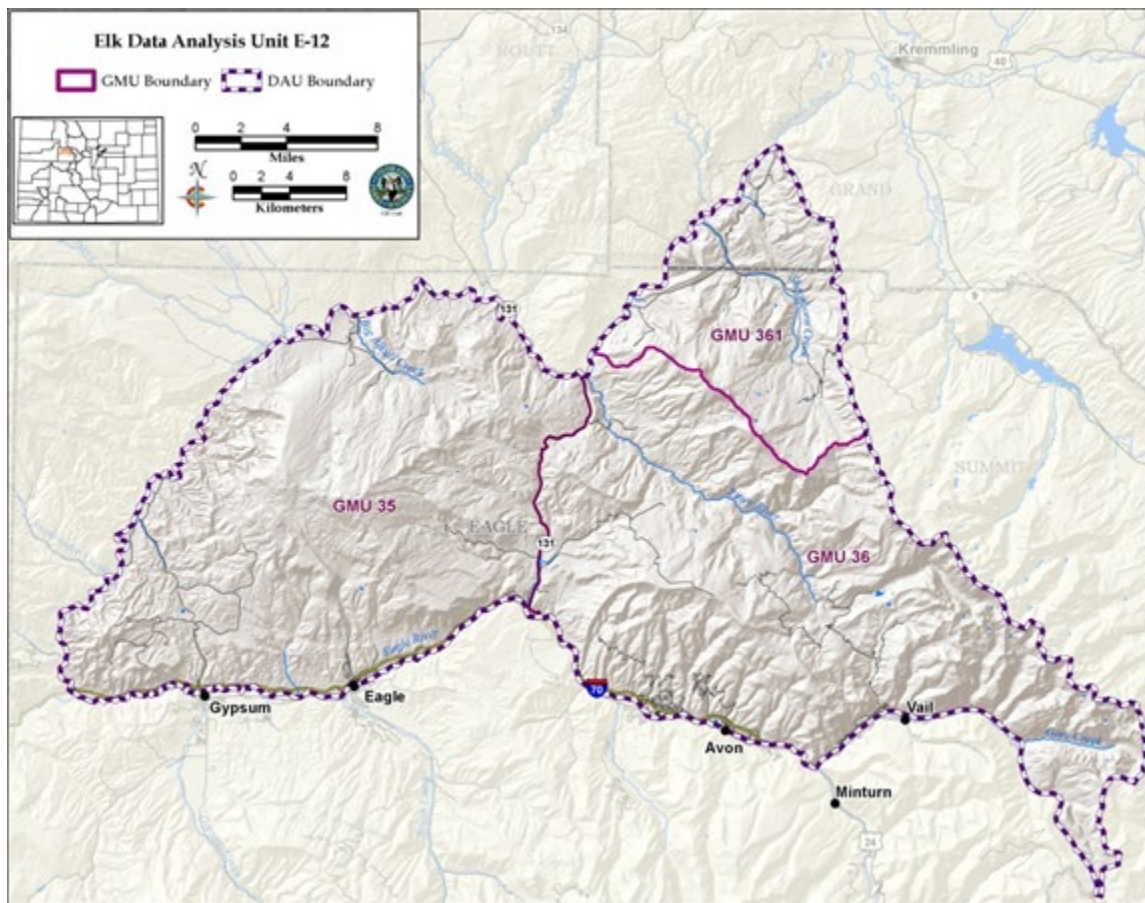 Elk Data Analysis Unit E-12
GMU Boundary DAU Boundary
0 2 4 8
Miles
N
0 2 4 8
Kilometers
ROUTT
134
Kremmling
40
GRAND
131
9
GMU 361
SUMMIT
GMU 35
EAGLE
131
GMU 36
Eagle River
Eagle
Gypsum
70
Vail
Avon
Minturn
24